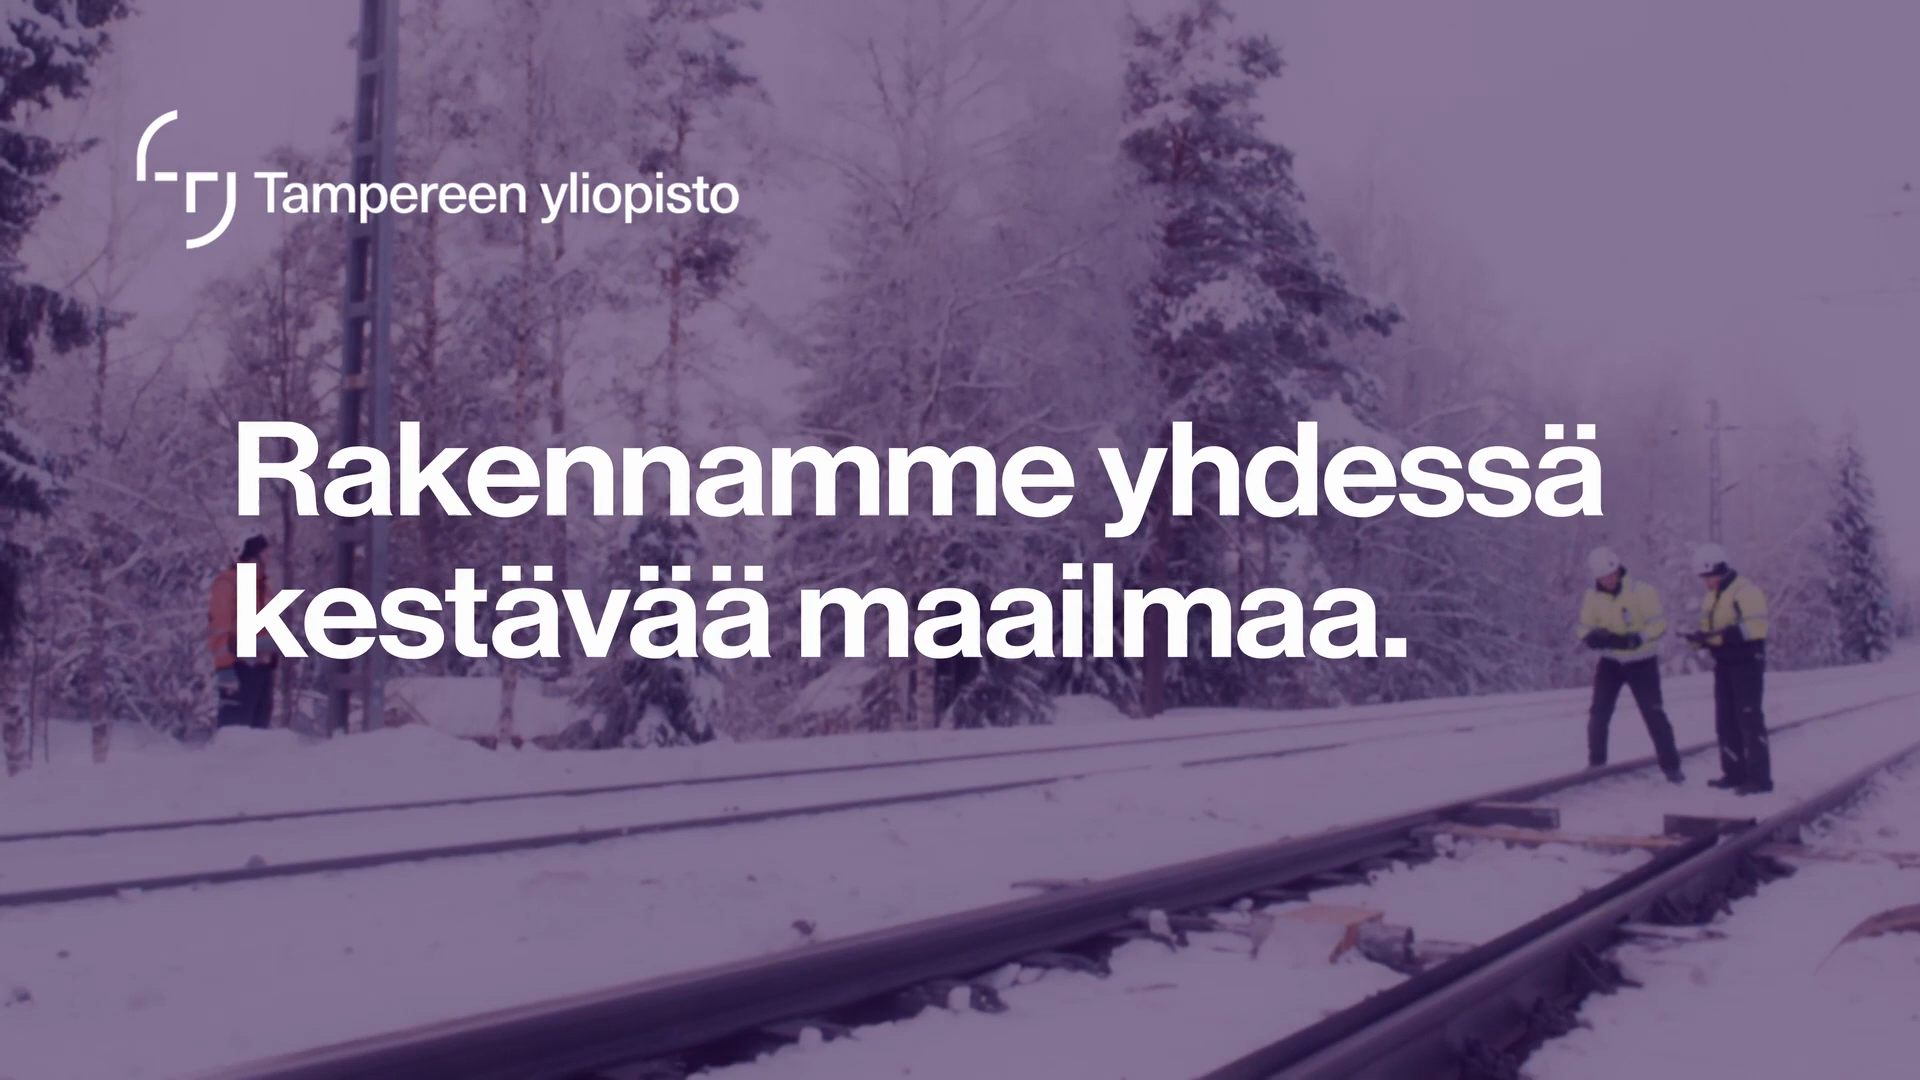 Tampereen yliopisto
Rakennamme yhdessä
kestävää maailmaa.